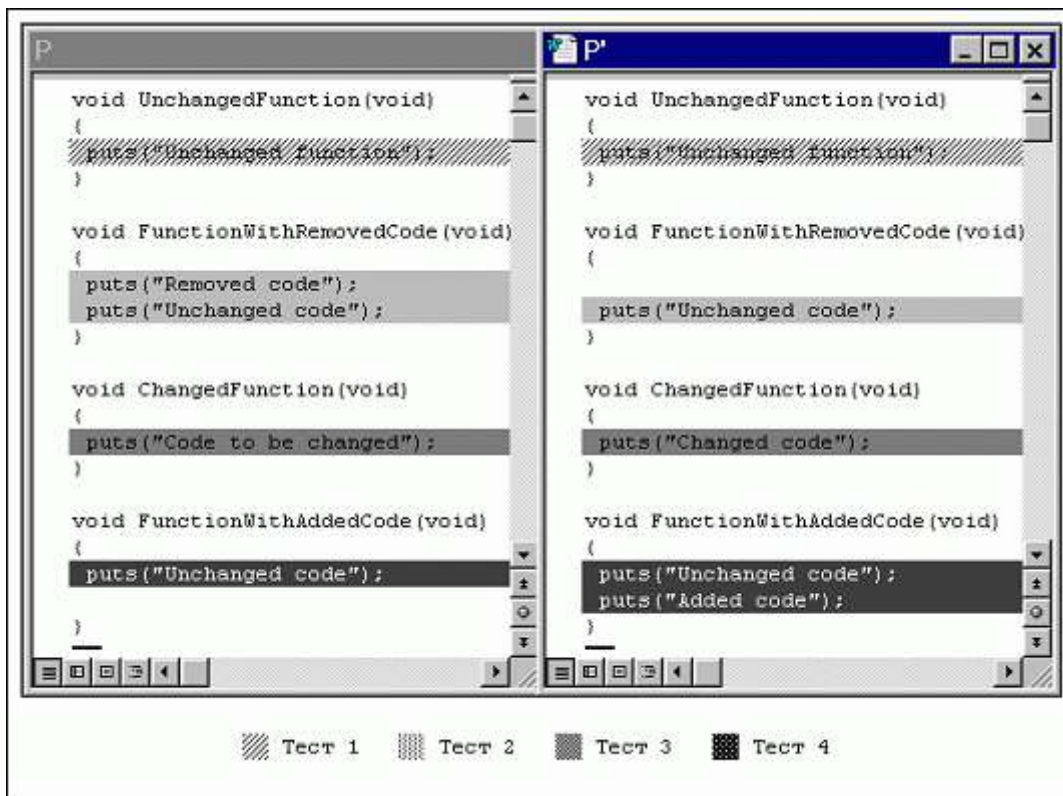 P
void UnchangedFunction(void)
{
puts("Unchanged function");
}
void FunctionWithRemovedCode(void)
{
puts("Removed code");
puts("Unchanged code");
}
void ChangedFunction(void)
{
puts("Code to be changed");
}
void FunctionWithAddedCode(void)
{
puts("Unchanged code");
}
P'
void UnchangedFunction(void)
{
puts("Unchanged function");
}
void FunctionWithRemovedCode(void)
{
puts("Unchanged code");
}
void ChangedFunction(void)
{
puts("Changed code");
}
void FunctionWithAddedCode(void)
{
puts("Unchanged code");
puts("Added code");
}
Тест 1 Тест 2 Тест 3 Тест 4